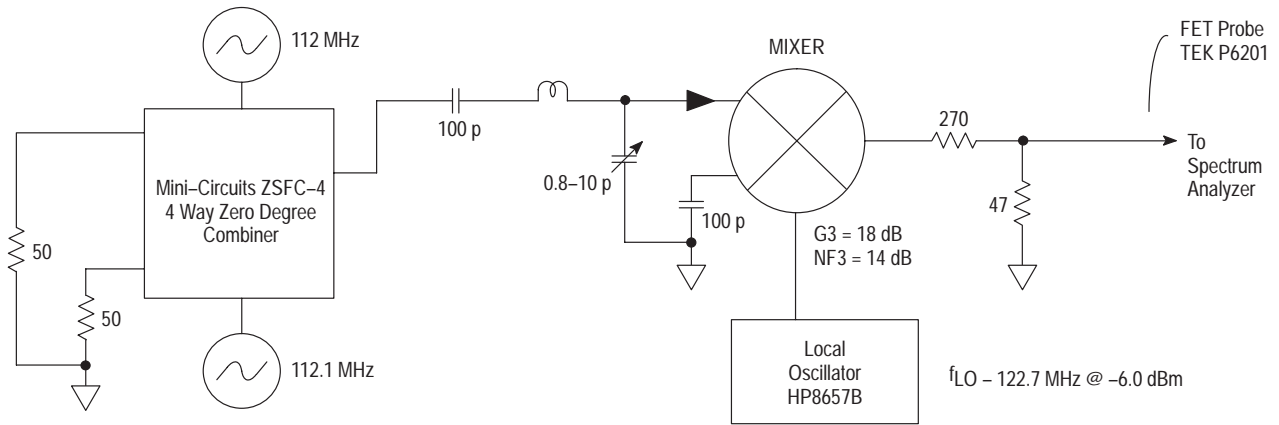 112 MHz
MIXER
FET Probe
TEK P6201
100 p
270
To
Spectrum
Analyzer
Mini–Circuits ZSFC–4
4 Way Zero Degree
Combiner
0.8–10 p
100 p
47
50
50
G3 = 18 dB
NF3 = 14 dB
112.1 MHz
Local
Oscillator
HP8657B
fLO – 122.7 MHz @ –6.0 dBm